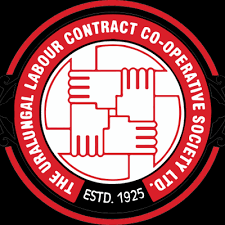 THE URALUNGAL LABOUR CONTRACT CO-OPERATIVE SOCIETY LTD.
ESTD. 1925